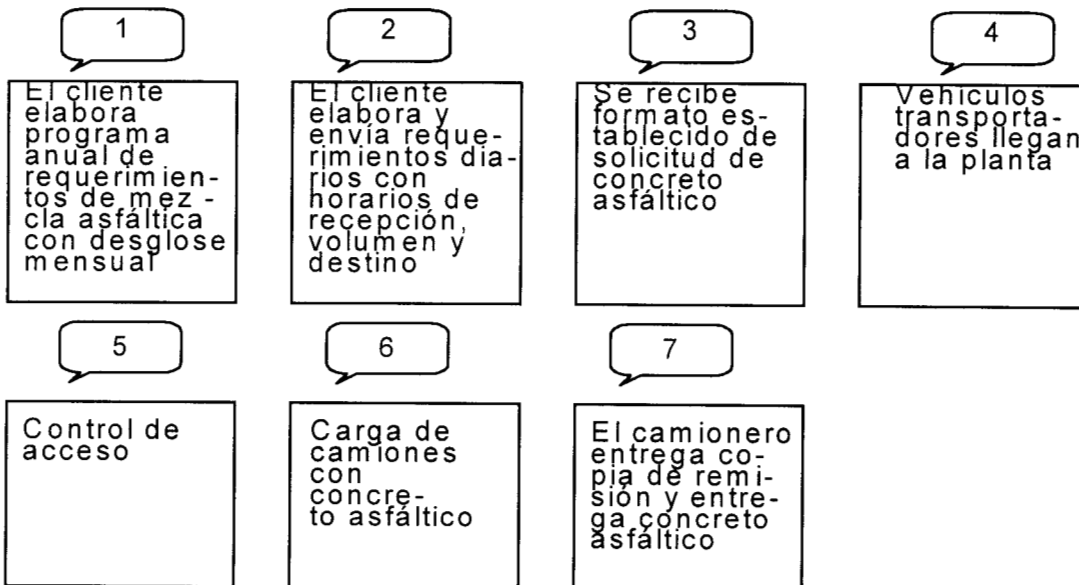 1
El cliente
elabora
programa
anual de
requerimien-
tos de mez -
cla asfáltica
con desglose
mensual
2
El cliente
elabora y
envía reque-
rimientos dia-
rios con
horarios de
recepción,
volumen y
destino
3
Se recibe
formato es-
tablecido de
solicitud de
concreto
asfáltico
4
Vehículos
transporta-
dores llegan
a la planta
5
Control de
acceso
6
Carga de
camiones
con
concre-
to asfáltico
7
El camionero
entrega co-
pia de remi-
sión y entre-
ga concreto
asfáltico